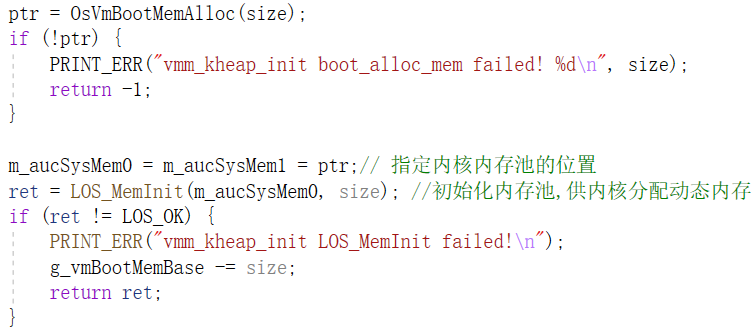 ptr = OsVmBootMemAlloc(size);
if (!ptr) {
    PRINT_ERR("vmm_kheap_init boot_alloc_mem failed! %d\n", size);
    return -1;
}

m_aucSysMem0 = m_aucSysMem1 = ptr;// 指定内核内存池的位置
ret = LOS_MemInit(m_aucSysMem0, size); //初始化内存池,供内核分配动态内存
if (ret != LOS_OK) {
    PRINT_ERR("vmm_kheap_init LOS_MemInit failed!\n");
    g_vmBootMemBase -= size;
    return ret;
}